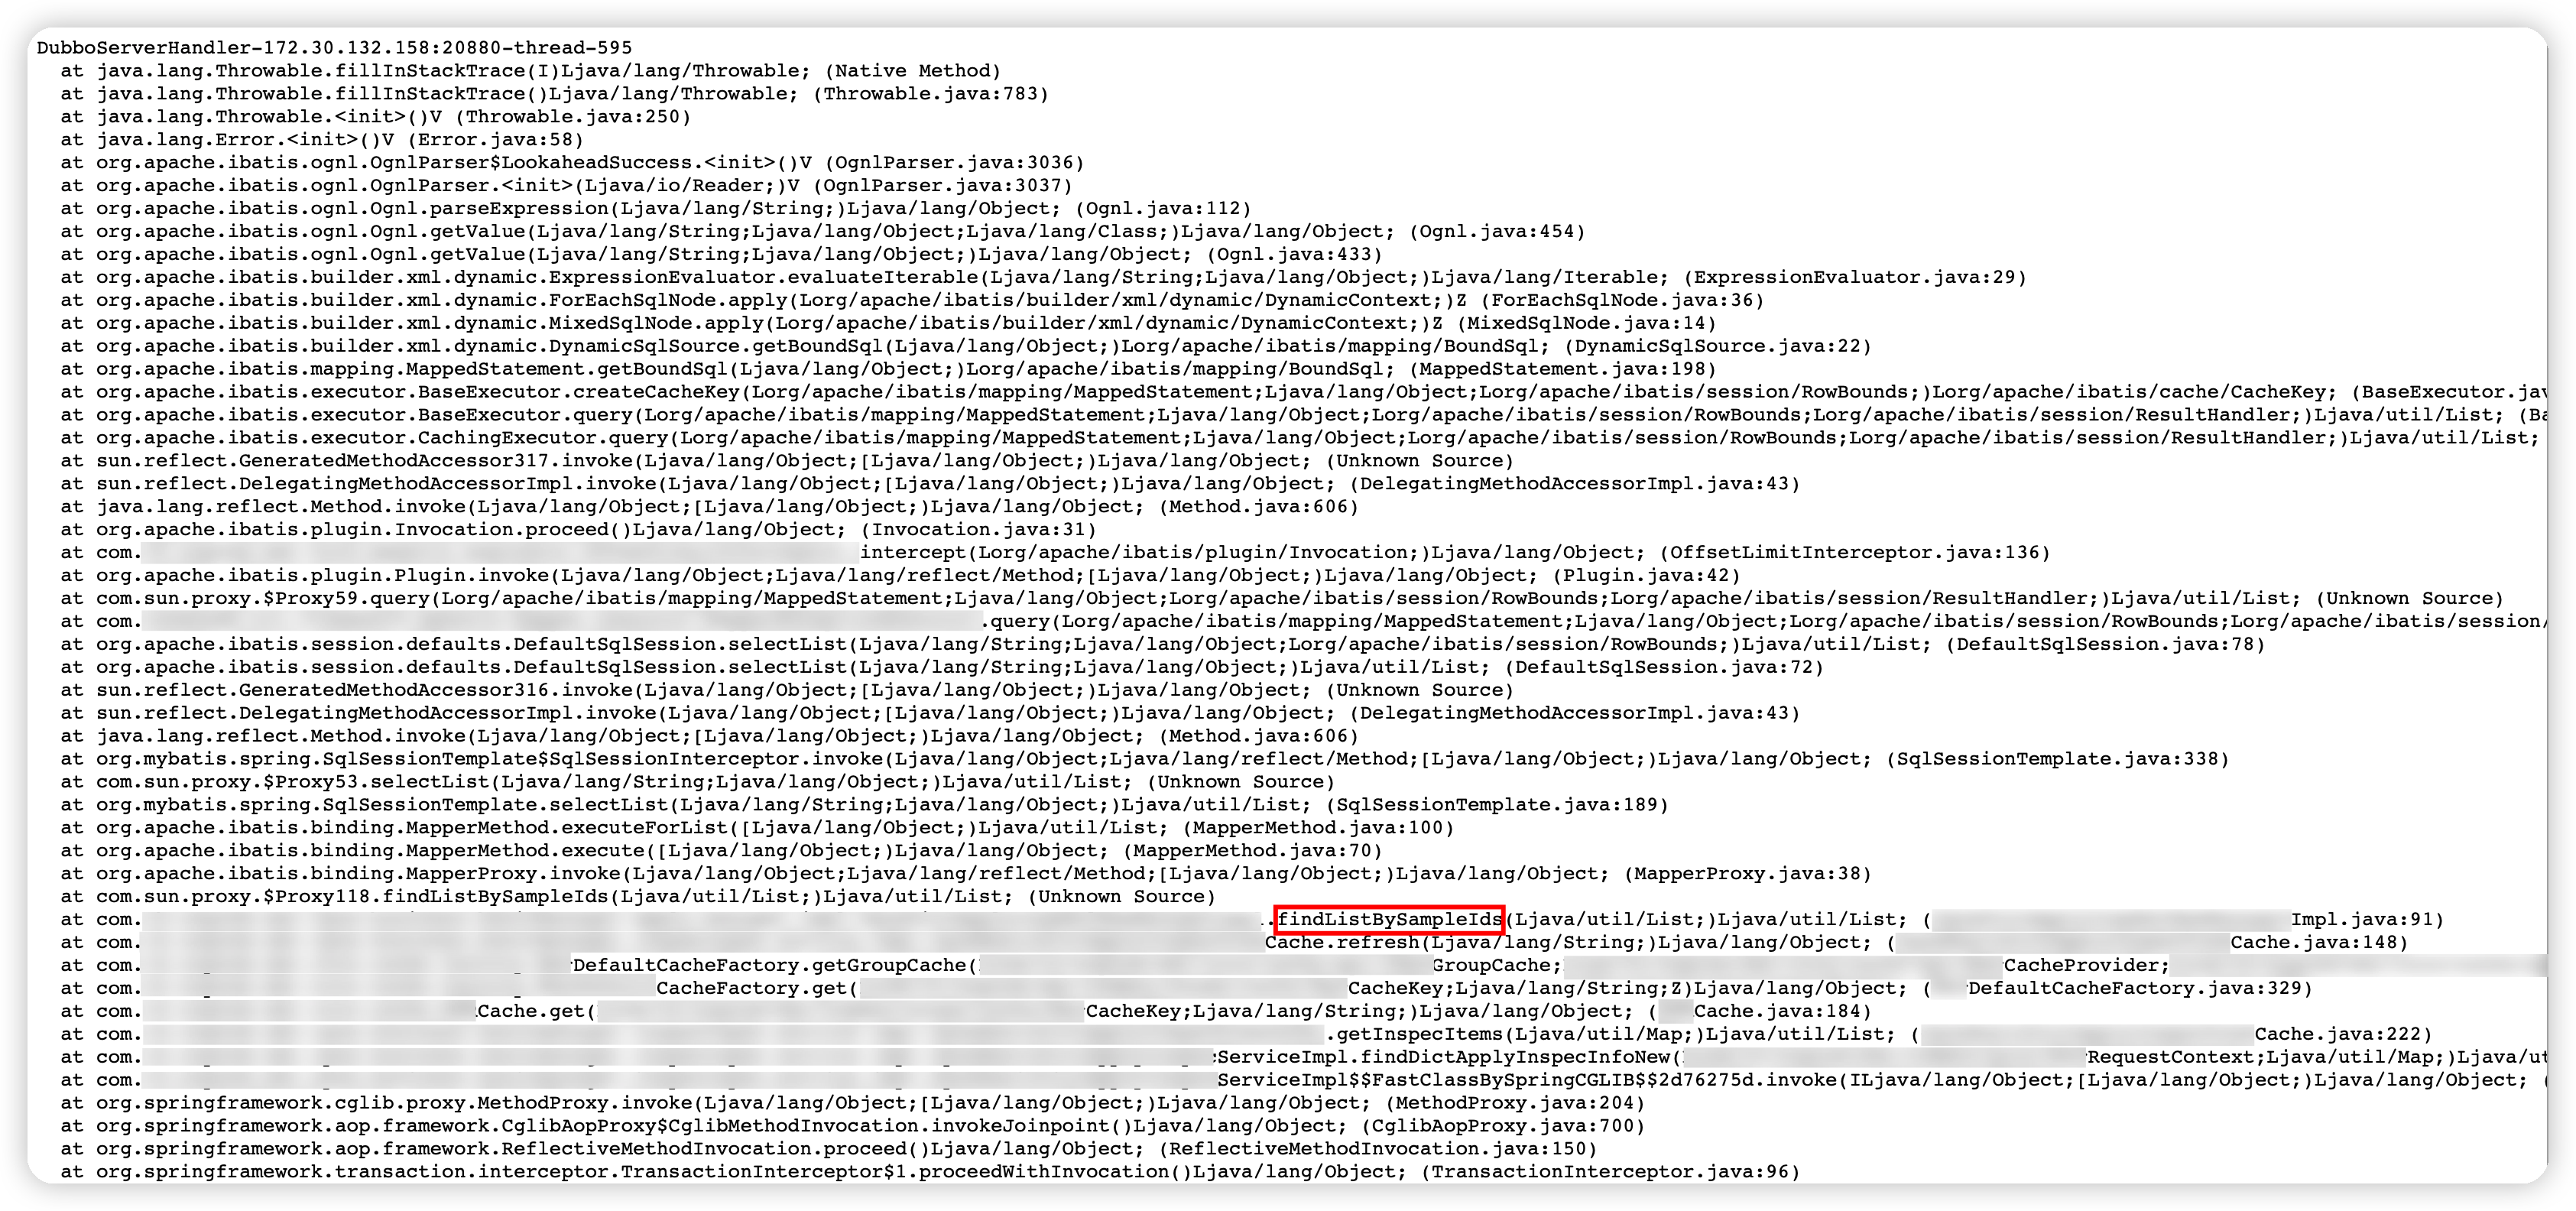 DubboServerHandler-172.30.132.158:20880-thread-595
at java.lang.Throwable.fillInStackTrace(I)Ljava/lang/Throwable; (Native Method)
at java.lang.Throwable.fillInStackTrace()Ljava/lang/Throwable; (Throwable.java:783)
at java.lang.Throwable.<init>()V (Throwable.java:250)
at java.lang.Error.<init>()V (Error.java:58)
at org.apache.ibatis.ognl.OgnlParser$LookaheadSuccess.<init>()V (OgnlParser.java:3036)
at org.apache.ibatis.ognl.OgnlParser.<init>(Ljava/io/Reader;)V (OgnlParser.java:3037)
at org.apache.ibatis.ognl.Ognl.parseExpression(Ljava/lang/String;)Ljava/lang/Object; (Ognl.java:112)
at org.apache.ibatis.ognl.Ognl.getValue(Ljava/lang/String;Ljava/lang/Object;Ljava/lang/Class;)Ljava/lang/Object; (Ognl.java:454)
at org.apache.ibatis.ognl.Ognl.getValue(Ljava/lang/String;Ljava/lang/Object;)Ljava/lang/Object; (Ognl.java:433)
at org.apache.ibatis.builder.xml.dynamic.ExpressionEvaluator.evaluateIterable(Ljava/lang/String;Ljava/lang/Object;)Ljava/lang/Iterable; (ExpressionEvaluator.java:29)
at org.apache.ibatis.builder.xml.dynamic.ForEachSqlNode.apply(Lorg/apache/ibatis/builder/xml/dynamic/DynamicContext;)Z (ForEachSqlNode.java:36)
at org.apache.ibatis.builder.xml.dynamic.MixedSqlNode.apply(Lorg/apache/ibatis/builder/xml/dynamic/DynamicContext;)Z (MixedSqlNode.java:14)
at org.apache.ibatis.builder.xml.dynamic.DynamicSqlSource.getBoundSql(Ljava/lang/Object;)Lorg/apache/ibatis/mapping/BoundSql; (DynamicSqlSource.java:22)
at org.apache.ibatis.mapping.MappedStatement.getBoundSql(Ljava/lang/Object;)Lorg/apache/ibatis/mapping/BoundSql; (MappedStatement.java:198)
at org.apache.ibatis.executor.BaseExecutor.createCacheKey(Lorg/apache/ibatis/mapping/MappedStatement;Ljava/lang/Object;Lorg/apache/ibatis/session/RowBounds;)Lorg/apache/ibatis/cache/CacheKey; (BaseExecutor.jav
at org.apache.ibatis.executor.BaseExecutor.query(Lorg/apache/ibatis/mapping/MappedStatement;Ljava/lang/Object;Lorg/apache/ibatis/session/RowBounds;Lorg/apache/ibatis/session/ResultHandler;)Ljava/util/List; (Ba
at org.apache.ibatis.executor.CachingExecutor.query(Lorg/apache/ibatis/mapping/MappedStatement;Ljava/lang/Object;Lorg/apache/ibatis/session/RowBounds;Lorg/apache/ibatis/session/ResultHandler;)Ljava/util/List;
at sun.reflect.GeneratedMethodAccessor317.invoke(Ljava/lang/Object;[Ljava/lang/Object;)Ljava/lang/Object; (Unknown Source)
at sun.reflect.DelegatingMethodAccessorImpl.invoke(Ljava/lang/Object;[Ljava/lang/Object;)Ljava/lang/Object; (DelegatingMethodAccessorImpl.java:43)
at java.lang.reflect.Method.invoke(Ljava/lang/Object;[Ljava/lang/Object;)Ljava/lang/Object; (Method.java:606)
at org.apache.ibatis.plugin.Invocation.proceed()Ljava/lang/Object; (Invocation.java:31)
at com. intercept(Lorg/apache/ibatis/plugin/Invocation;)Ljava/lang/Object; (OffsetLimitInterceptor.java:136)
at org.apache.ibatis.plugin.Plugin.invoke(Ljava/lang/Object;Ljava/lang/reflect/Method;[Ljava/lang/Object;)Ljava/lang/Object; (Plugin.java:42)
at com.sun.proxy.$Proxy59.query(Lorg/apache/ibatis/mapping/MappedStatement;Ljava/lang/Object;Lorg/apache/ibatis/session/RowBounds;Lorg/apache/ibatis/session/ResultHandler;)Ljava/util/List; (Unknown Source)
at com. .query(Lorg/apache/ibatis/mapping/MappedStatement;Ljava/lang/Object;Lorg/apache/ibatis/session/RowBounds;Lorg/apache/ibatis/session/
at org.apache.ibatis.session.defaults.DefaultSqlSession.selectList(Ljava/lang/String;Ljava/lang/Object;Lorg/apache/ibatis/session/RowBounds;)Ljava/util/List; (DefaultSqlSession.java:78)
at org.apache.ibatis.session.defaults.DefaultSqlSession.selectList(Ljava/lang/String;Ljava/lang/Object;)Ljava/util/List; (DefaultSqlSession.java:72)
at sun.reflect.GeneratedMethodAccessor316.invoke(Ljava/lang/Object;[Ljava/lang/Object;)Ljava/lang/Object; (Unknown Source)
at sun.reflect.DelegatingMethodAccessorImpl.invoke(Ljava/lang/Object;[Ljava/lang/Object;)Ljava/lang/Object; (DelegatingMethodAccessorImpl.java:43)
at java.lang.reflect.Method.invoke(Ljava/lang/Object;[Ljava/lang/Object;)Ljava/lang/Object; (Method.java:606)
at org.mybatis.spring.SqlSessionTemplate$SqlSessionInterceptor.invoke(Ljava/lang/Object;Ljava/lang/reflect/Method;[Ljava/lang/Object;)Ljava/lang/Object; (SqlSessionTemplate.java:338)
at com.sun.proxy.$Proxy53.selectList(Ljava/lang/String;Ljava/lang/Object;)Ljava/util/List; (Unknown Source)
at org.mybatis.spring.SqlSessionTemplate.selectList(Ljava/lang/String;Ljava/lang/Object;)Ljava/util/List; (SqlSessionTemplate.java:189)
at org.apache.ibatis.binding.MapperMethod.executeForList([Ljava/lang/Object;)Ljava/util/List; (MapperMethod.java:100)
at org.apache.ibatis.binding.MapperMethod.execute([Ljava/lang/Object;)Ljava/lang/Object; (MapperMethod.java:70)
at org.apache.ibatis.binding.MapperProxy.invoke(Ljava/lang/Object;Ljava/lang/reflect/Method;[Ljava/lang/Object;)Ljava/lang/Object; (MapperProxy.java:38)
at com.sun.proxy.$Proxy118.findListBySampleIds(Ljava/util/List;)Ljava/util/List; (Unknown Source)
at com. .findListBySampleIds(Ljava/util/List;)Ljava/util/List; ( Impl.java:91)
at com. Cache.refresh(Ljava/lang/String;)Ljava/lang/Object; ( Cache.java:148)
at com. DefaultCacheFactory.getGroupCache( GroupCache; CacheProvider;
at com. CacheFactory.get( CacheKey;Ljava/lang/String;Z)Ljava/lang/Object; ( DefaultCacheFactory.java:329)
at com. Cache.get( CacheKey;Ljava/lang/String;)Ljava/lang/Object; ( Cache.java:184)
at com. .getInspecItems(Ljava/util/Map;)Ljava/util/List; ( Cache.java:222)
at com. ServiceImpl.findDictApplyInspecInfoNew( RequestContext;Ljava/util/Map;)Ljava/ut
at com. ServiceImpl$$FastClassBySpringCGLIB$$2d76275d.invoke(ILjava/lang/Object;[Ljava/lang/Object;)Ljava/lang/Object; (
at org.springframework.cglib.proxy.MethodProxy.invoke(Ljava/lang/Object;[Ljava/lang/Object;)Ljava/lang/Object; (MethodProxy.java:204)
at org.springframework.aop.framework.CglibAopProxy$CglibMethodInvocation.invokeJoinpoint()Ljava/lang/Object; (CglibAopProxy.java:700)
at org.springframework.aop.framework.ReflectiveMethodInvocation.proceed()Ljava/lang/Object; (ReflectiveMethodInvocation.java:150)
at org.springframework.transaction.interceptor.TransactionInterceptor$1.proceedWithInvocation()Ljava/lang/Object; (TransactionInterceptor.java:96)